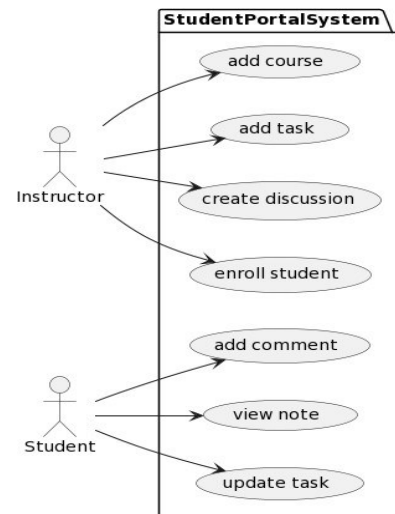 StudentPortalSystem
add course
add task
Instructor
create discussion
enroll student
add comment
view note
Student
update task